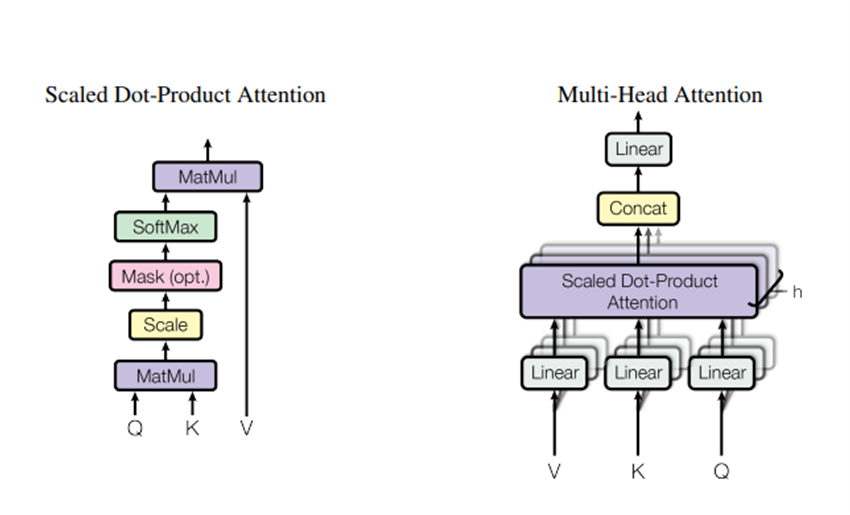 Scaled Dot-Product Attention
MatMul
SoftMax
Mask (opt.)
Scale
MatMul
Q K V
Multi-Head Attention
Linear
Concat
Scaled Dot-Product
Attention
h
Linear Linear Linear
V K Q